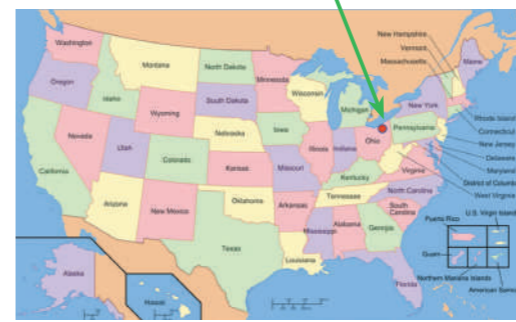 New Hampshire
Vermont
Massachusetts
Washington
Montana
North Dakota
Minnesota
Maine
Oregon
Idaho
South Dakota
Wisconsin
Michigan
New York
Wyoming
Rhode Island
Connecticut
New Jersey
Delaware
Maryland
District of Columbia
West Virginia
Nebraska
Iowa
Pennsylvania
Ohio
Nevada
Utah
Colorado
Illinois
Indiana
California
Kansas
Missouri
Kentucky
Virginia
Arizona
New Mexico
Oklahoma
Arkansas
Tennessee
North Carolina
South Carolina
Texas
Louisiana
Mississippi
Alabama
Georgia
Florida
Puerto Rico
U.S. Virgin Islands
Guam
Northern Mariana Islands
American Samoa
Alaska
Hawaii